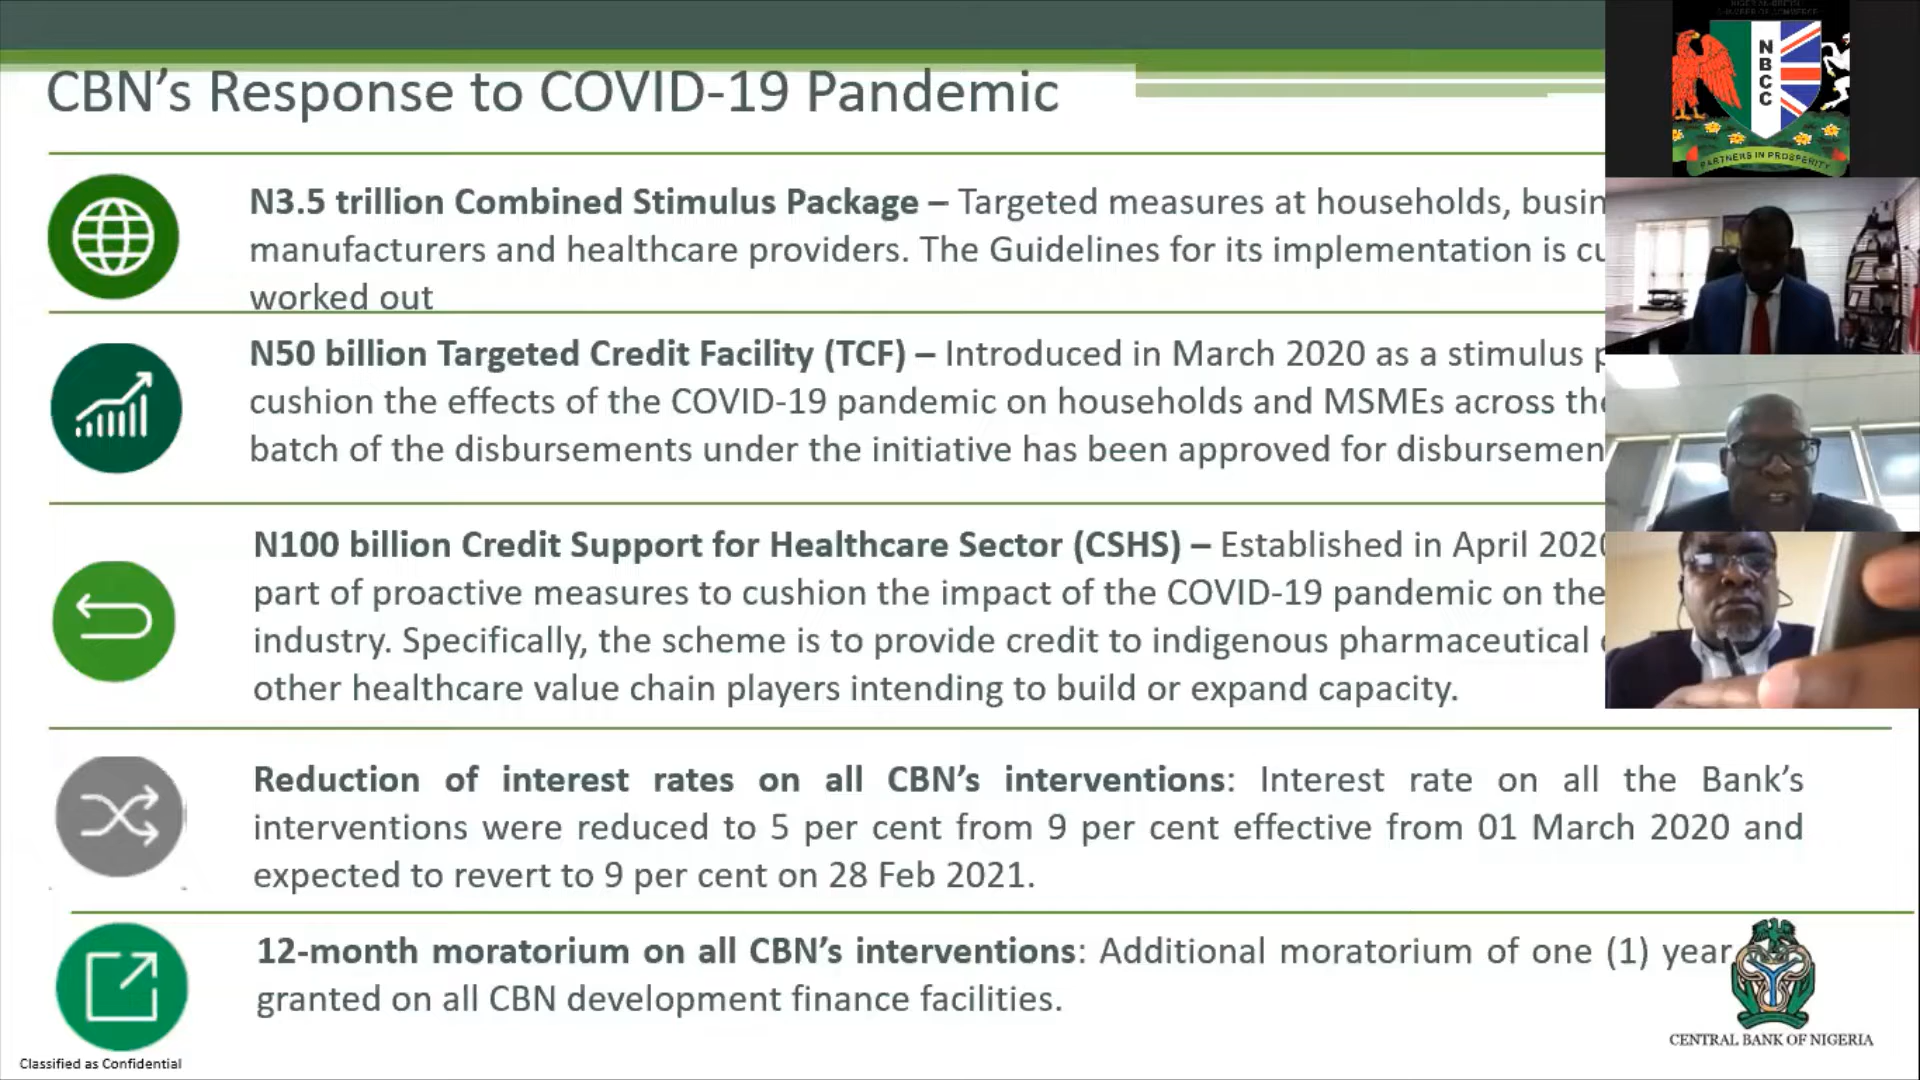 CBN’s Response to COVID-19 Pandemic
N3.5 trillion Combined Stimulus Package – Targeted measures at households, busin
manufacturers and healthcare providers. The Guidelines for its implementation is cu
worked out
N50 billion Targeted Credit Facility (TCF) – Introduced in March 2020 as a stimulus p
cushion the effects of the COVID-19 pandemic on households and MSMEs across the
batch of the disbursements under the initiative has been approved for disbursemen
N100 billion Credit Support for Healthcare Sector (CSHS) – Established in April 2020
part of proactive measures to cushion the impact of the COVID-19 pandemic on the
industry. Specifically, the scheme is to provide credit to indigenous pharmaceutical
other healthcare value chain players intending to build or expand capacity.
Reduction of interest rates on all CBN’s interventions: Interest rate on all the Bank’s
interventions were reduced to 5 per cent from 9 per cent effective from 01 March 2020 and
expected to revert to 9 per cent on 28 Feb 2021.
12-month moratorium on all CBN’s interventions: Additional moratorium of one (1) year
granted on all CBN development finance facilities.
Classified as Confidential
CENTRAL BANK OF NIGERIA
NBCC
PARTNERS IN PROSPERITY